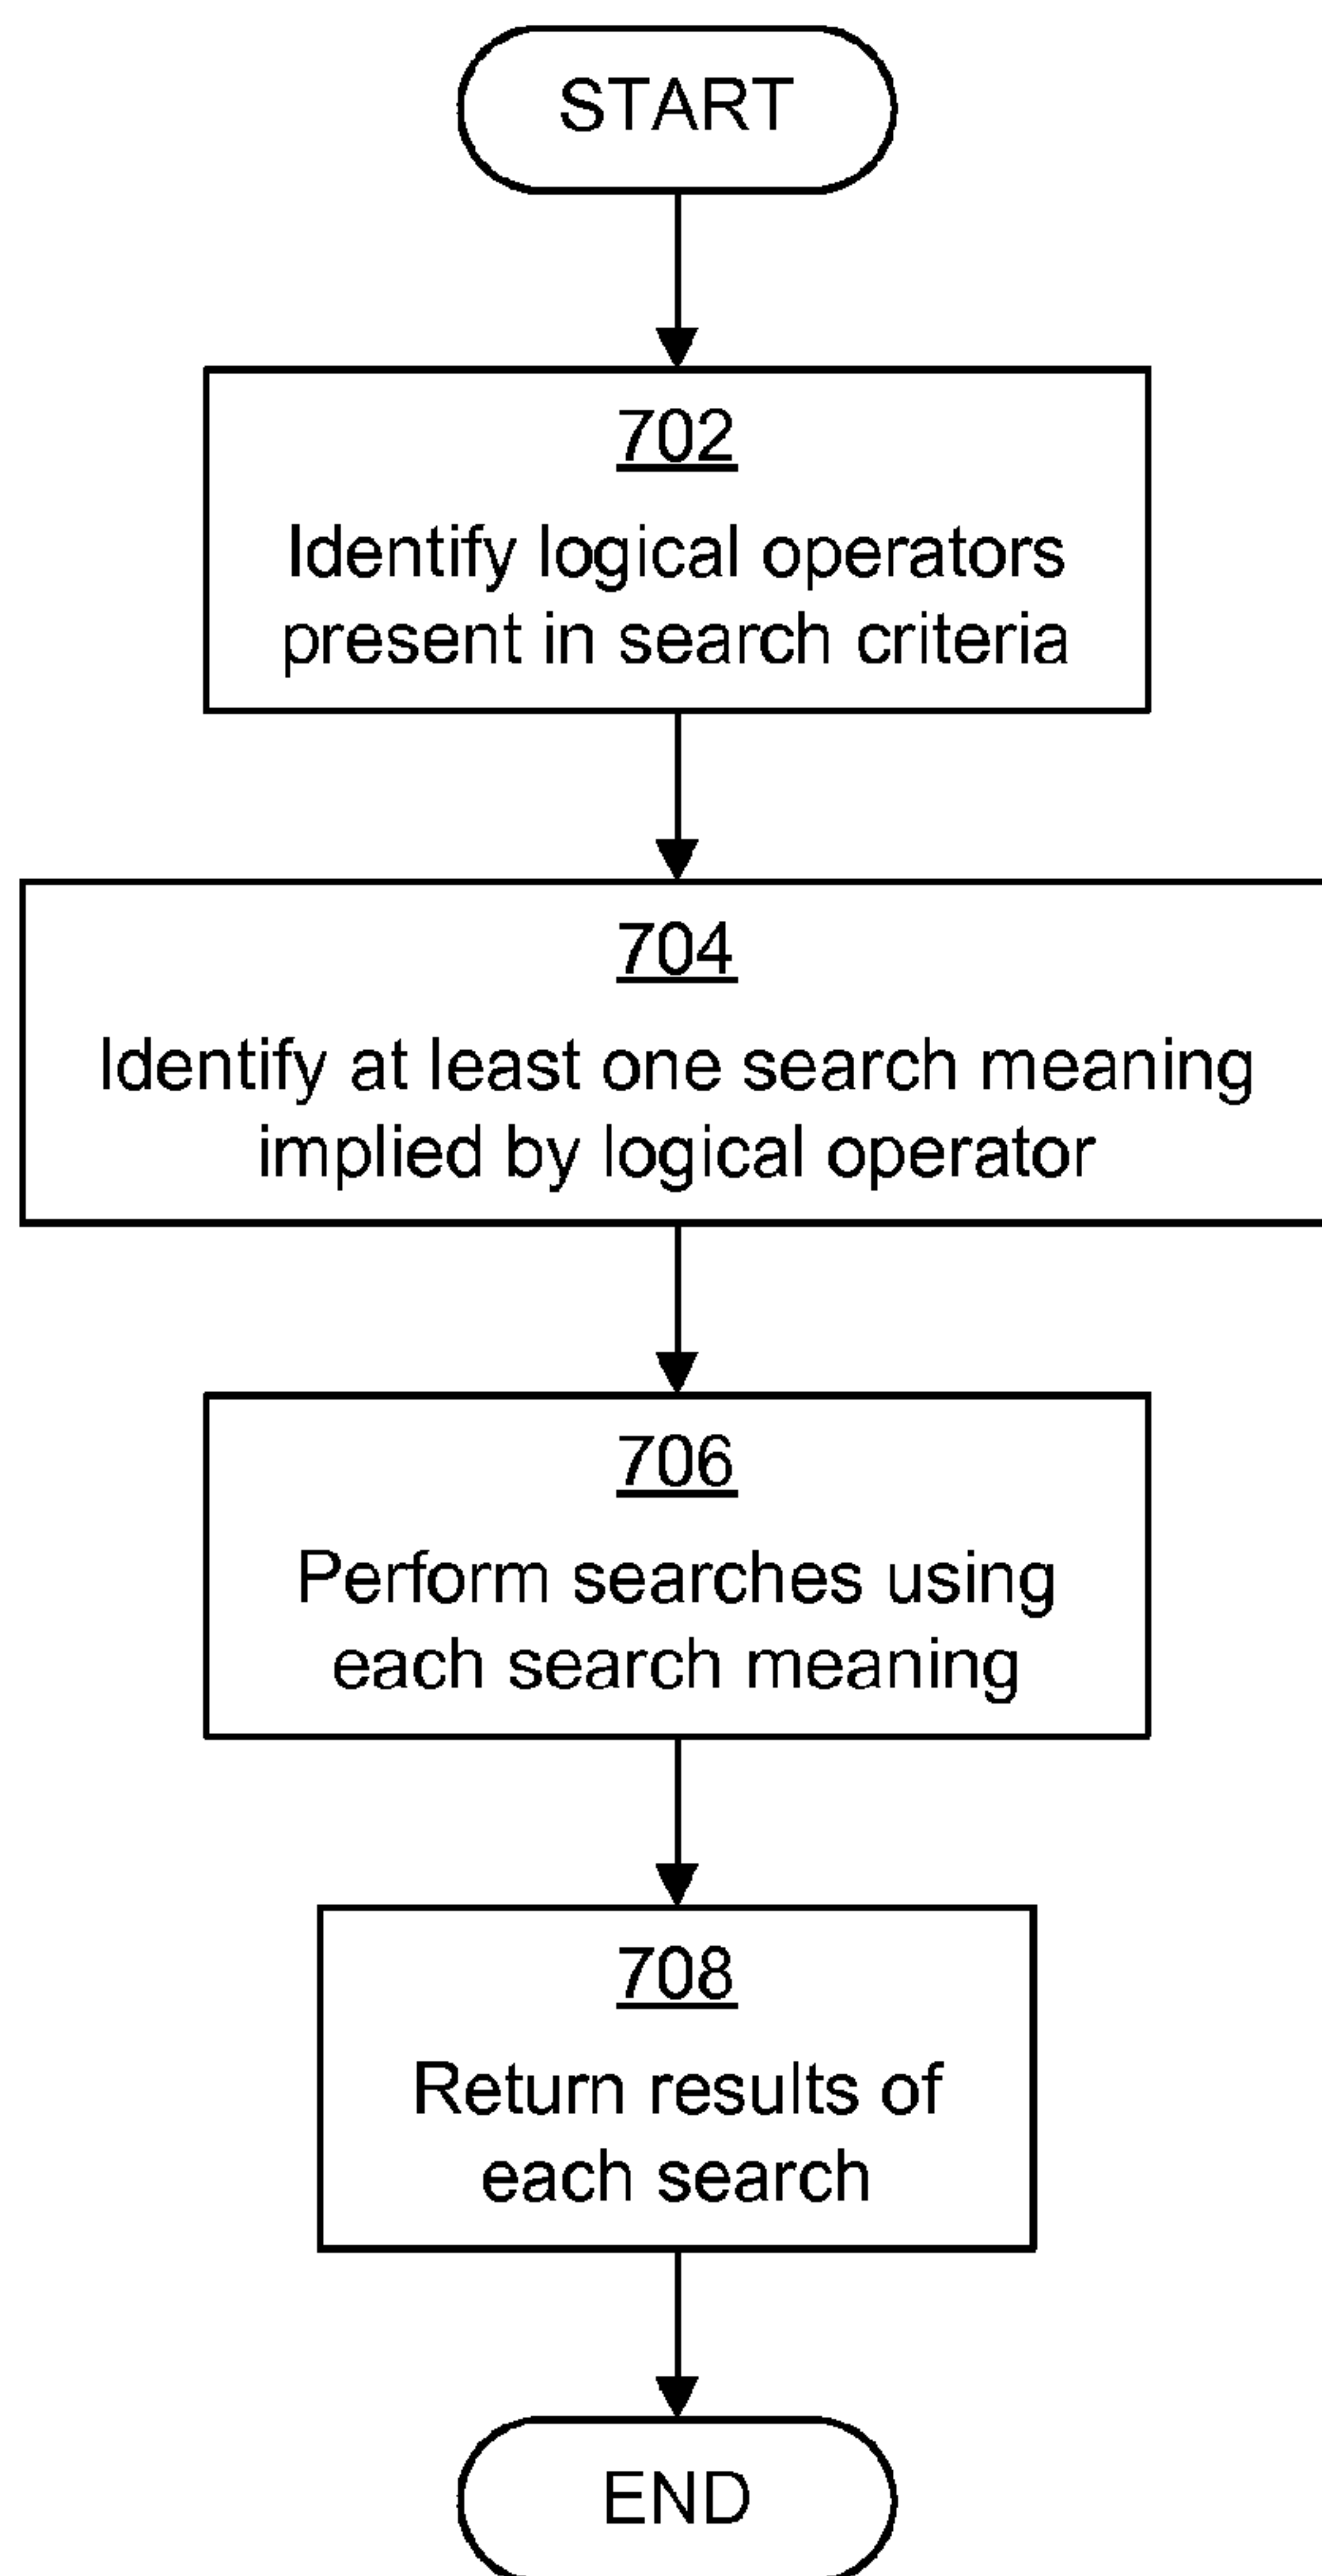 START
702
Identify logical operators
present in search criteria
704
Identify at least one search meaning
implied by logical operator
706
Perform searches using
each search meaning
708
Return results of
each search
END